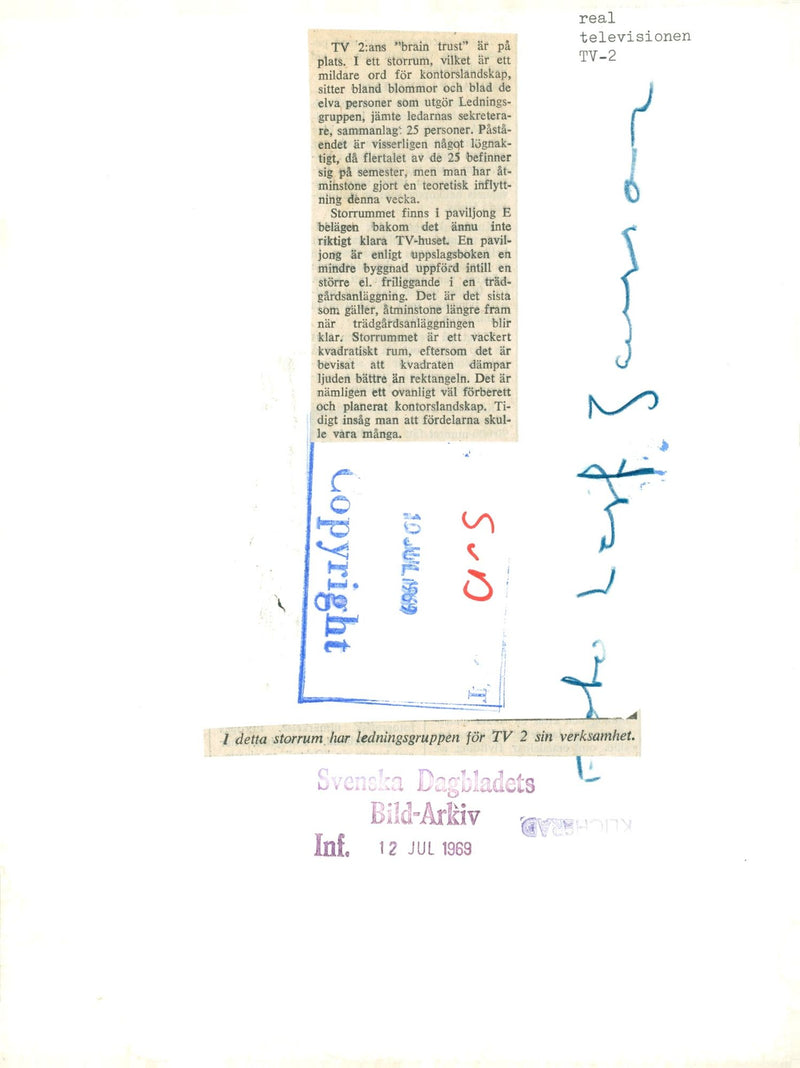 real
televisionen
TV-2
TV 2:ans "brain trust" är på
plats. I ett storrum, vilket är ett
mildare ord för kontorslandskap,
sitter bland blommor och blad de
elva personer som utgör Lednings-
gruppen, jämte ledarnas sekretera-
re, sammanlagt 25 personer. Påstå-
endet är visserligen något lögnak-
tigt, då flertalet av de 25 befinner
sig på semester, men man har åt-
minstone gjort en teoretisk inflytt-
ning denna vecka.
Storrummet finns i paviljong E
belägen bakom det ännu inte
riktigt klara TV-huset. En pavil-
jong är enligt uppslagsboken en
mindre byggnad uppförd intill en
större el. friliggande i en träd-
gårdsanläggning. Det är det sista
som gäller, åtminstone längre fram
när trädgårdsanläggningen blir
klar. Storrummet är ett vackert
kvadratiskt rum, eftersom det är
bevisat att kvadraten dämpar
ljuden bättre än rektangeln. Det är
nämligen ett ovanligt väl förberett
och planerat kontorslandskap. Ti-
digt insåg man att fördelarna skul-
le vara många.
Copyright
10 JUL 1969
SvD
I detta storrum har ledningsgruppen för TV 2 sin verksamhet.
Svenska Dagbladets
Bild-Arkiv
Inf. 12 JUL 1969
KLICHERAD